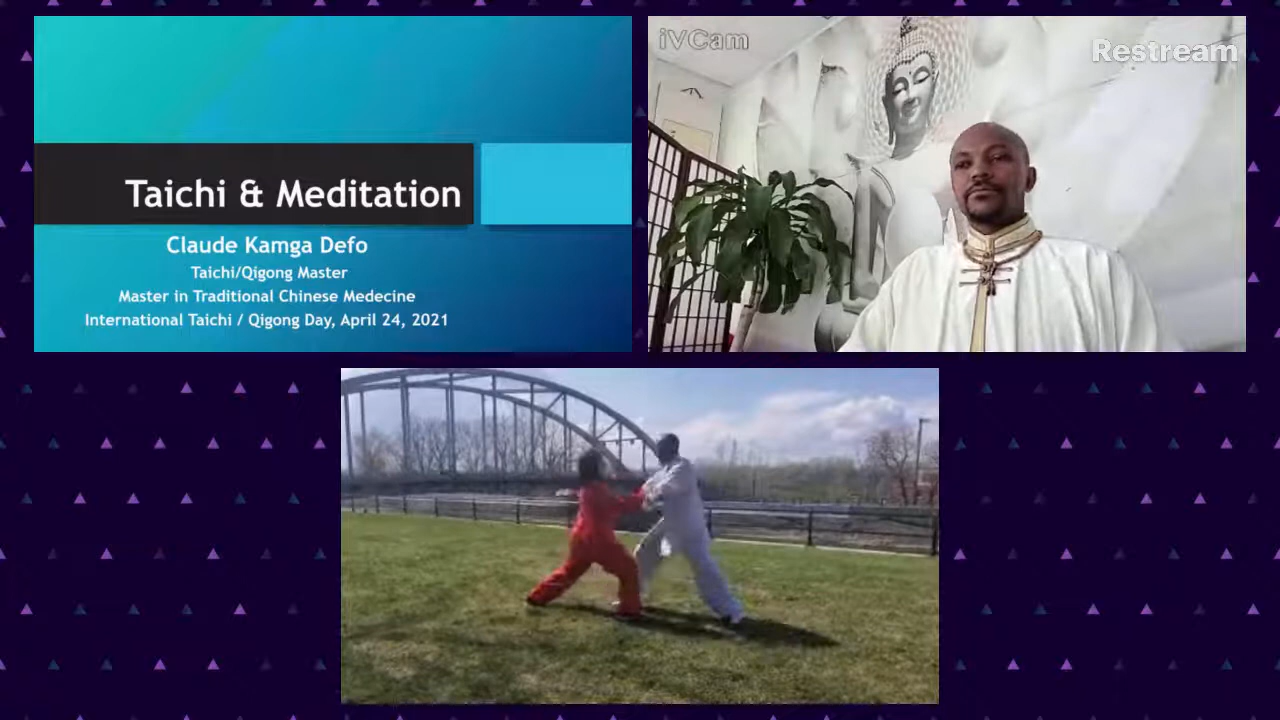 Taichi & Meditation
Claude Kamga Defo
Taichi/Qigong Master
Master in Traditional Chinese Medecine
International Taichi / Qigong Day, April 24, 2021
iVCam
Restream